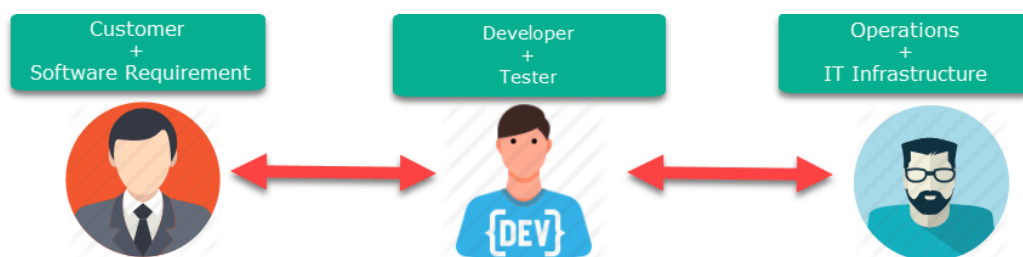 Customer
+
Software Requirement
Developer
+
Tester
Operations
+
IT Infrastructure
{DEV}